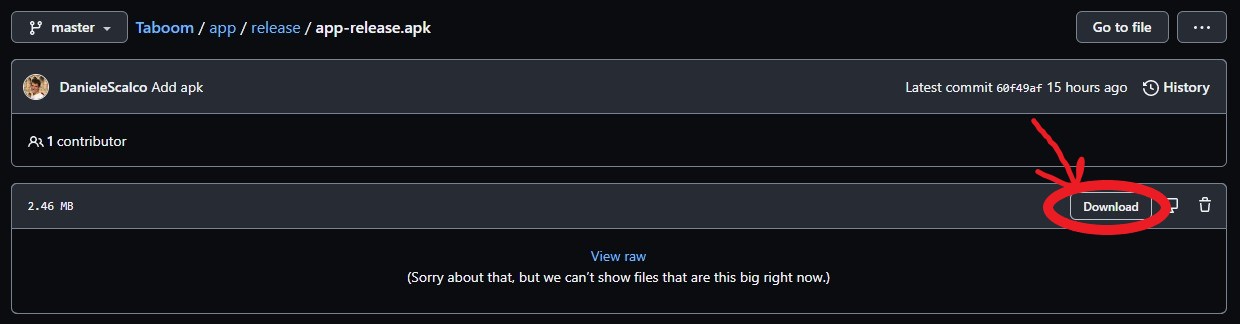 master Taboom / app / release / app-release.apk Go to file ...
DanieleScalco Add apk Latest commit 60f49af 15 hours ago History
1 contributor
2.46 MB Download
View raw
(Sorry about that, but we can’t show files that are this big right now.)